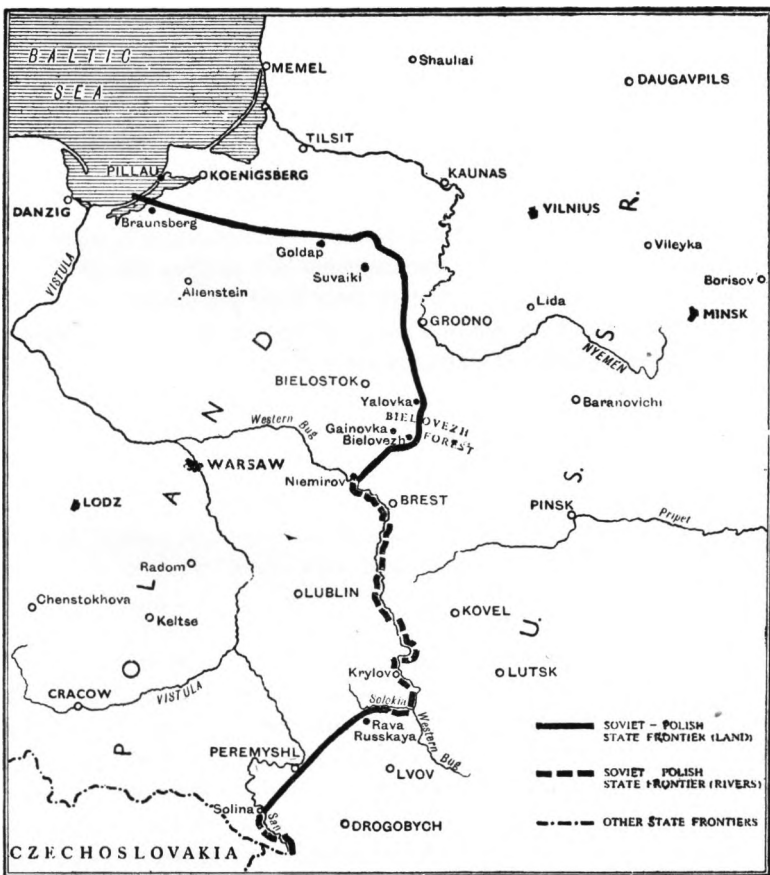 BALTIC
SEA
MEMEL
Shauliai
DAUGAVPILS
TILSIT
PILLAU
KOENIGSBERG
KAUNAS
DANZIG
Braunsberg
VILNIUS
Vileyka
Goldap
Suvalki
Borisov
VISTULA
Allenstein
Lida
MINSK
GRODNO
NYEMEN
BIELOSTOK
Yalovka
Baranovichi
BIELOVEZH
FOREST
Gainovka
Bielovezh
Western Bug
WARSAW
Niemirov
BREST
LODZ
PINSK
Pripet
Radom
LUBLIN
Chenstokhova
Keltse
KOVEL
Krylov
LUTSK
CRACOW
VISTULA
Solokia
Rava
Russkaya
Western Bug
PEREMYSHL
LVOV
Solina
San
DROGOBYCH
CZECHOSLOVAKIA
POLAND
U. S. S. R.
SOVIET - POLISH
STATE FRONTIER (LAND)
SOVIET POLISH
STATE FRONTIER (RIVERS)
OTHER STATE FRONTIERS